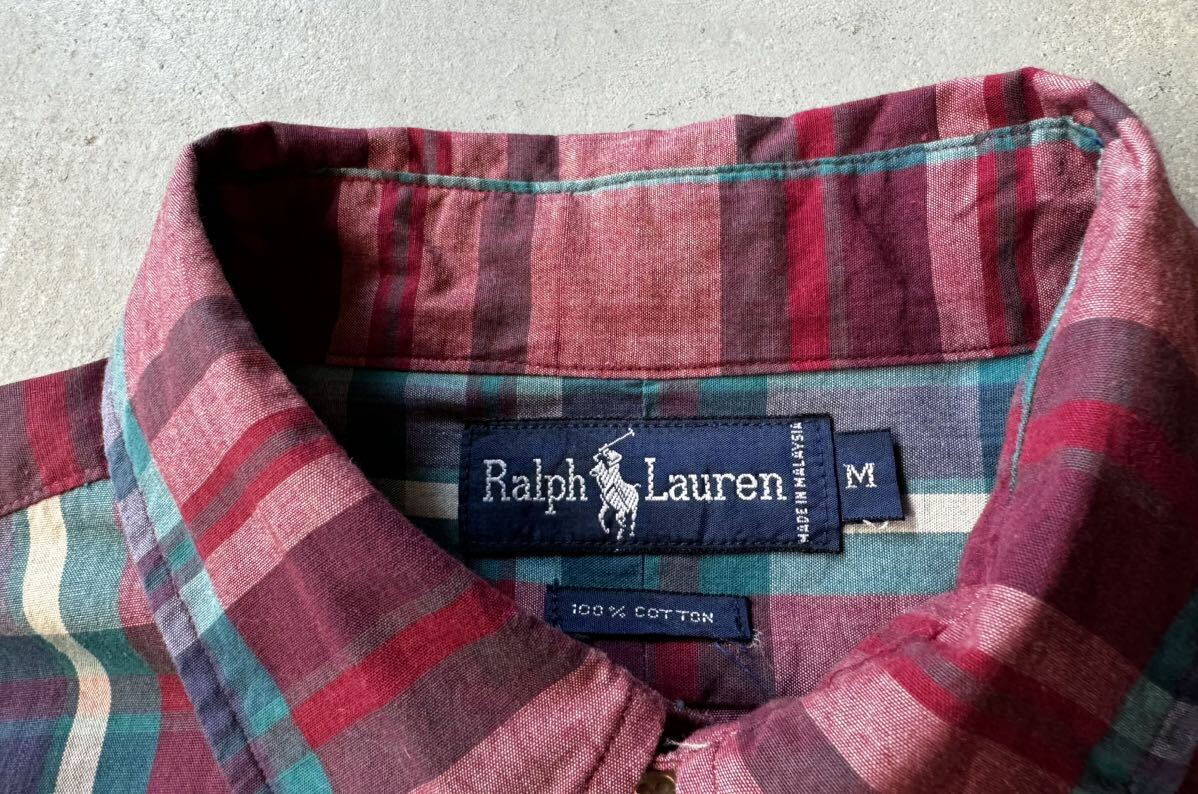 Ralph Lauren
MADE IN MALAYSIA
M
100% COTTON